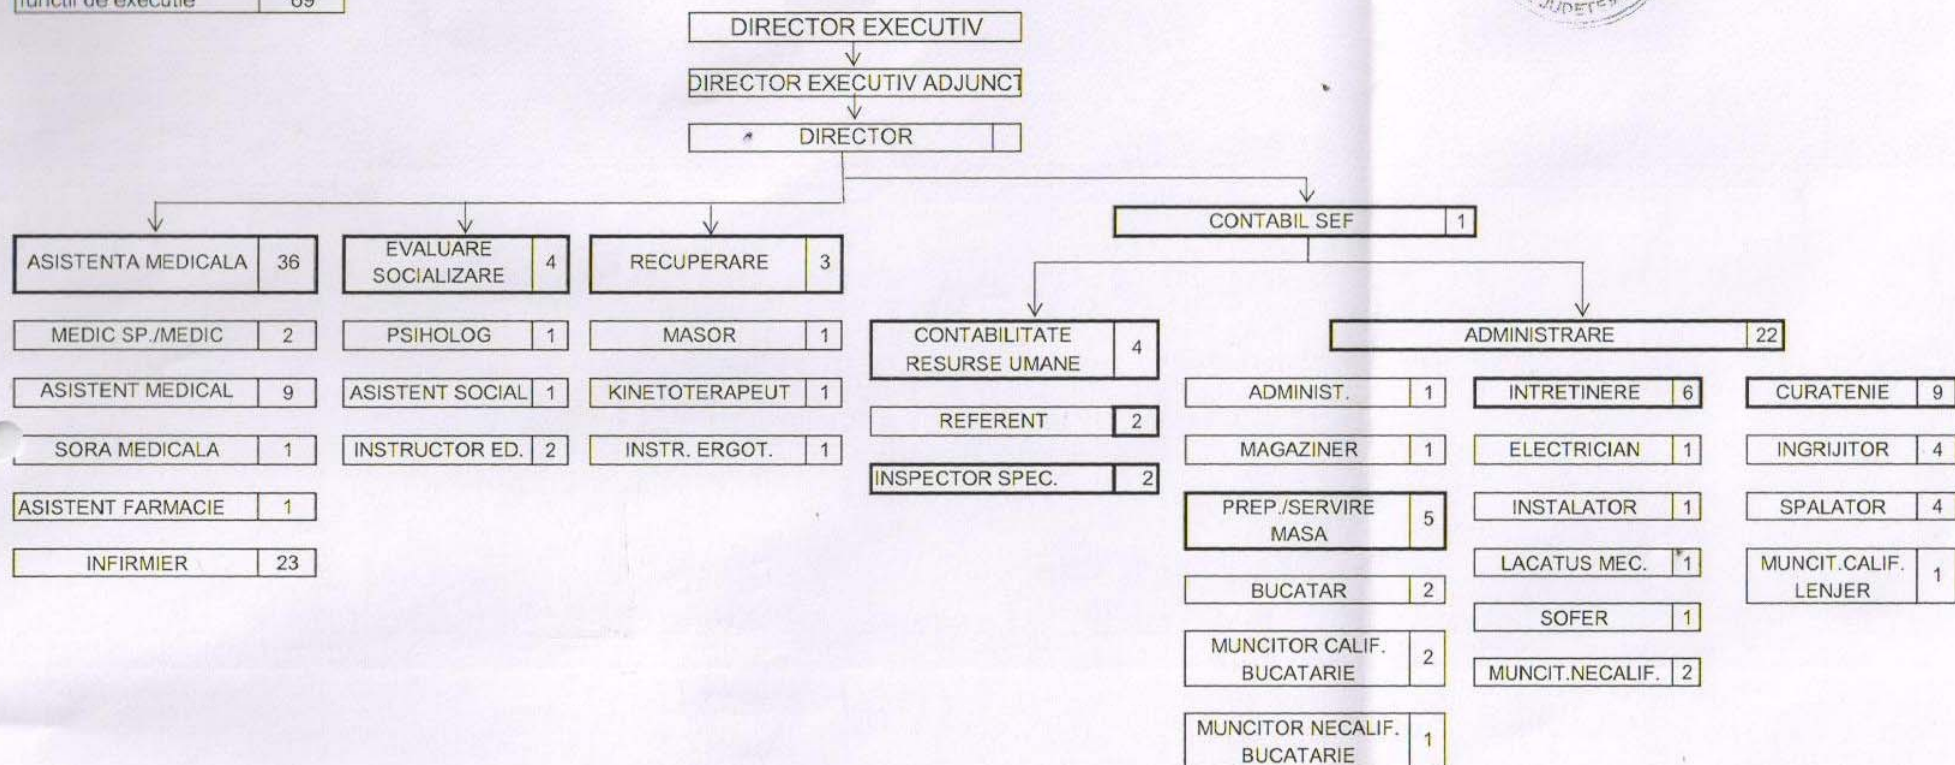 functii de executie 69
JUDETE
DIRECTOR EXECUTIV
DIRECTOR EXECUTIV ADJUNCT
DIRECTOR
CONTABIL SEF 1
ASISTENTA MEDICALA 36
MEDIC SP./MEDIC 2
ASISTENT MEDICAL 9
SORA MEDICALA 1
ASISTENT FARMACIE 1
INFIRMIER 23
EVALUARE
SOCIALIZARE 4
PSIHOLOG 1
ASISTENT SOCIAL 1
INSTRUCTOR ED. 2
RECUPERARE 3
MASOR 1
KINETOTERAPEUT 1
INSTR. ERGOT. 1
CONTABILITATE
RESURSE UMANE 4
REFERENT 2
INSPECTOR SPEC. 2
ADMINISTRARE 22
ADMINIST. 1
MAGAZINER 1
PREP./SERVIRE
MASA 5
BUCATAR 2
MUNCITOR CALIF.
BUCATARIE 2
MUNCITOR NECALIF.
BUCATARIE 1
INTRETINERE 6
ELECTRICIAN 1
INSTALATOR 1
LACATUS MEC. 1
SOFER 1
MUNCIT.NECALIF. 2
CURATENIE 9
INGRIJITOR 4
SPALATOR 4
MUNCIT.CALIF.
LENJER 1